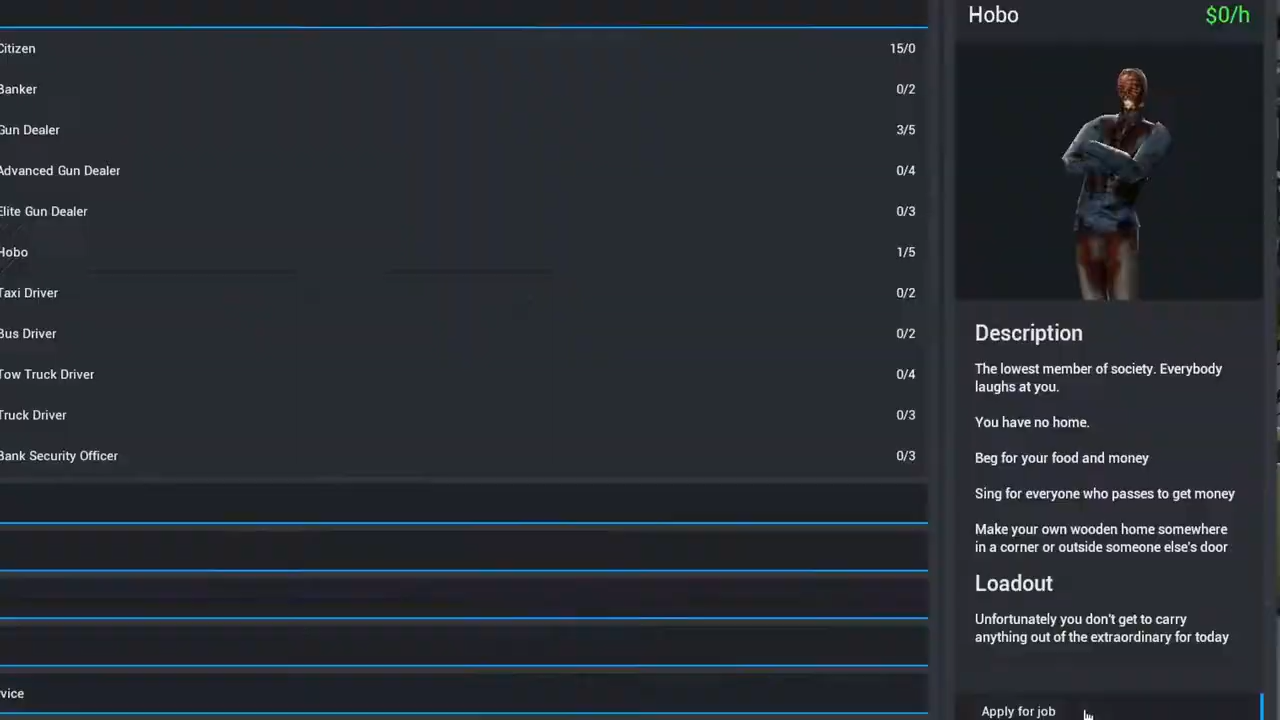 Hobo $0/h
Citizen 15/0
Banker 0/2
Gun Dealer 3/5
Advanced Gun Dealer 0/4
Elite Gun Dealer 0/3
Hobo 1/5
Taxi Driver 0/2
Bus Driver 0/2
Tow Truck Driver 0/4
Truck Driver 0/3
Bank Security Officer 0/3
vice
Description
The lowest member of society. Everybody
laughs at you.
You have no home.
Beg for your food and money
Sing for everyone who passes to get money
Make your own wooden home somewhere
in a corner or outside someone else's door
Loadout
Unfortunately you don't get to carry
anything out of the extraordinary for today
Apply for job